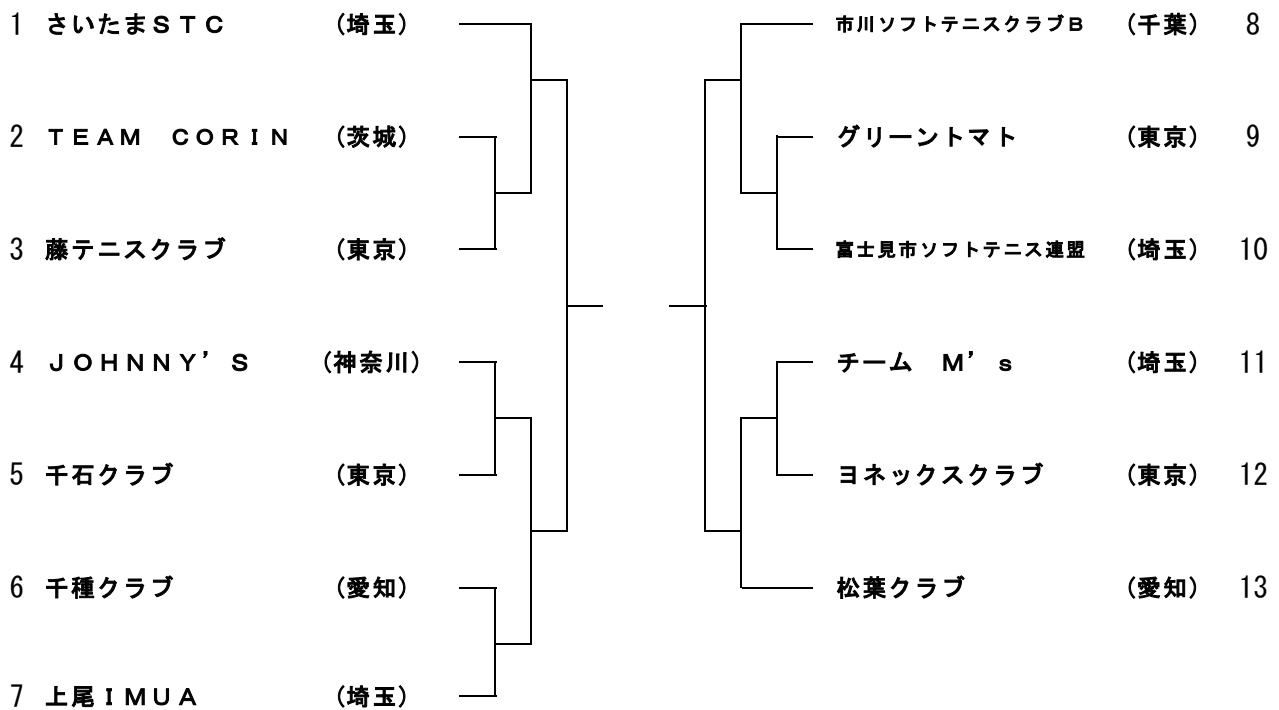 1 さいたまＳＴＣ （埼玉）
2 ＴＥＡＭ　ＣＯＲＩＮ （茨城）
3 藤テニスクラブ （東京）
4 ＪＯＨＮＮＹ’Ｓ （神奈川）
5 千石クラブ （東京）
6 千種クラブ （愛知）
7 上尾ＩＭＵＡ （埼玉）
市川ソフトテニスクラブＢ （千葉） 8
グリーントマト （東京） 9
富士見市ソフトテニス連盟 （埼玉） 10
チーム　Ｍ’ｓ （埼玉） 11
ヨネックスクラブ （東京） 12
松葉クラブ （愛知） 13